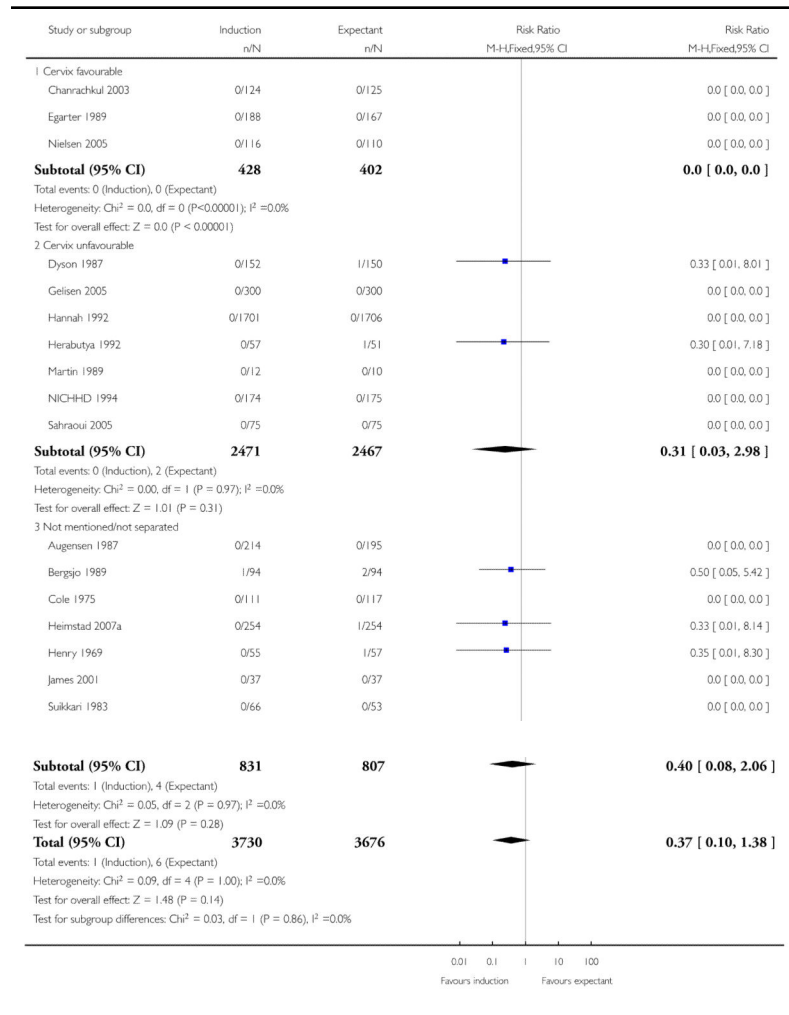 Study or subgroup Induction Expectant Risk Ratio Risk Ratio
n/N n/N M-H,Fixed,95% CI M-H,Fixed,95% CI
1 Cervix favourable
Chanrachkul 2003 0/124 0/125 0.0 [ 0.0, 0.0 ]
Egarter 1989 0/188 0/167 0.0 [ 0.0, 0.0 ]
Nielsen 2005 0/116 0/110 0.0 [ 0.0, 0.0 ]
Subtotal (95% CI) 428 402 0.0 [ 0.0, 0.0 ]
Total events: 0 (Induction), 0 (Expectant)
Heterogeneity: Chi² = 0.0, df = 0 (P<0.00001); I² =0.0%
Test for overall effect: Z = 0.0 (P < 0.00001)
2 Cervix unfavourable
Dyson 1987 0/152 1/150 0.33 [ 0.01, 8.01 ]
Gelisen 2005 0/300 0/300 0.0 [ 0.0, 0.0 ]
Hannah 1992 0/1701 0/1706 0.0 [ 0.0, 0.0 ]
Herabutya 1992 0/57 1/51 0.30 [ 0.01, 7.18 ]
Martin 1989 0/12 0/10 0.0 [ 0.0, 0.0 ]
NICHHD 1994 0/174 0/175 0.0 [ 0.0, 0.0 ]
Sahraoui 2005 0/75 0/75 0.0 [ 0.0, 0.0 ]
Subtotal (95% CI) 2471 2467 0.31 [ 0.03, 2.98 ]
Total events: 0 (Induction), 2 (Expectant)
Heterogeneity: Chi² = 0.00, df = 1 (P = 0.97); I² =0.0%
Test for overall effect: Z = 1.01 (P = 0.31)
3 Not mentioned/not separated
Augensen 1987 0/214 0/195 0.0 [ 0.0, 0.0 ]
Bergsjo 1989 1/94 2/94 0.50 [ 0.05, 5.42 ]
Cole 1975 0/111 0/117 0.0 [ 0.0, 0.0 ]
Heimstad 2007a 0/254 1/254 0.33 [ 0.01, 8.14 ]
Henry 1969 0/55 1/57 0.35 [ 0.01, 8.30 ]
James 2001 0/37 0/37 0.0 [ 0.0, 0.0 ]
Suikkari 1983 0/66 0/53 0.0 [ 0.0, 0.0 ]
Subtotal (95% CI) 831 807 0.40 [ 0.08, 2.06 ]
Total events: 1 (Induction), 4 (Expectant)
Heterogeneity: Chi² = 0.05, df = 2 (P = 0.97); I² =0.0%
Test for overall effect: Z = 1.09 (P = 0.28)
Total (95% CI) 3730 3676 0.37 [ 0.10, 1.38 ]
Total events: 1 (Induction), 6 (Expectant)
Heterogeneity: Chi² = 0.09, df = 4 (P = 1.00); I² =0.0%
Test for overall effect: Z = 1.48 (P = 0.14)
Test for subgroup differences: Chi² = 0.03, df = 1 (P = 0.86), I² =0.0%
0.01 0.1 1 10 100
Favours induction Favours expectant